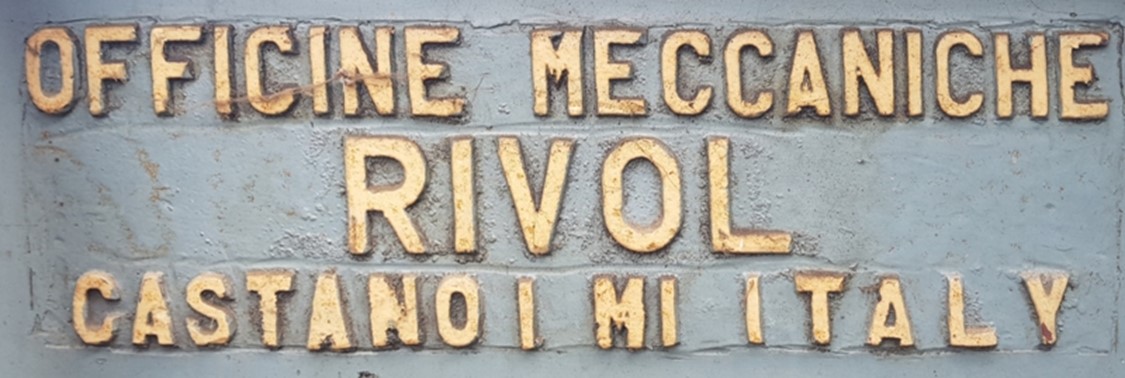 OFFICINE MECCANICHE
RIVOL
CASTANO I MI ITALY